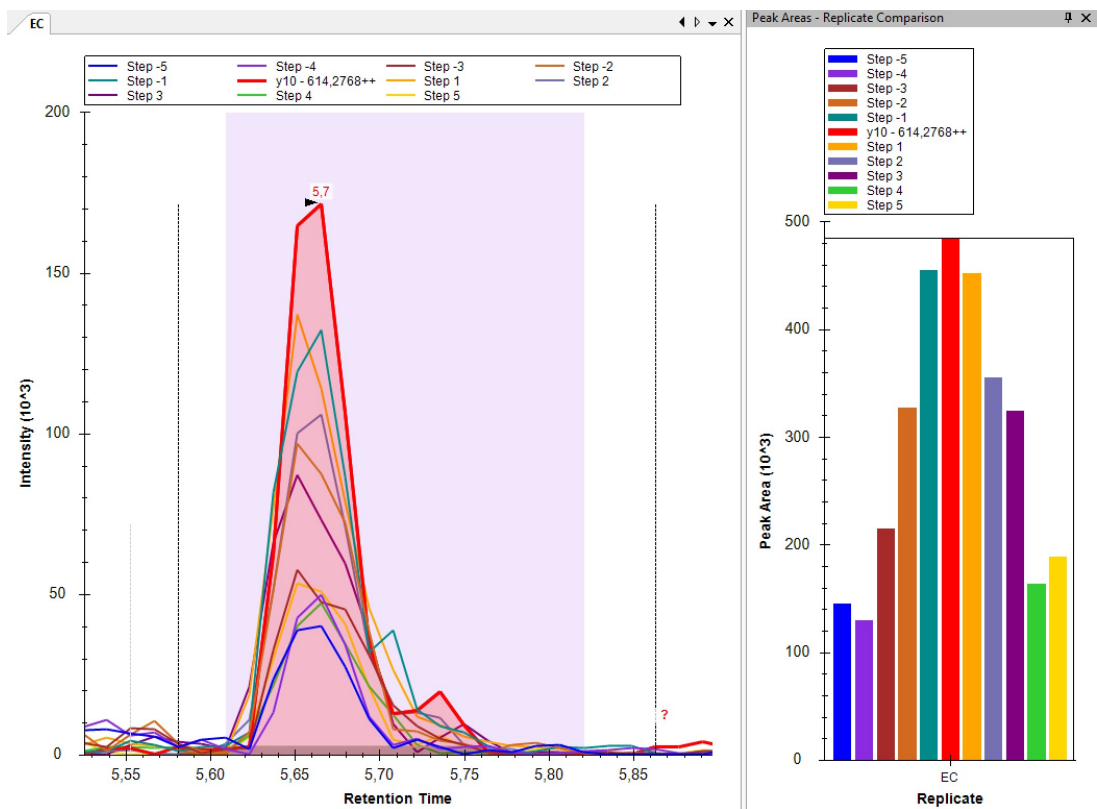 EC
Step -5 Step -4 Step -3 Step -2
Step -1 y10 - 614,2768++ Step 1 Step 2
Step 3 Step 4 Step 5
200
150
100
50
0
Intensity (10^3)
5,7
?
5,55 5,60 5,65 5,70 5,75 5,80 5,85
Retention Time
Peak Areas - Replicate Comparison
Step -5
Step -4
Step -3
Step -2
Step -1
y10 - 614,2768++
Step 1
Step 2
Step 3
Step 4
Step 5
500
400
300
200
100
0
Peak Area (10^3)
EC
Replicate